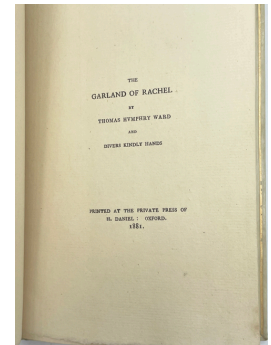 THE
GARLAND OF RACHEL
BY
THOMAS HVMPHRY WARD
AND
DIVERS KINDLY HANDS
PRINTED AT THE PRIVATE PRESS OF
H. DANIEL: OXFORD.
1881.